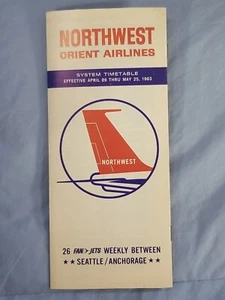 NORTHWEST
ORIENT AIRLINES
SYSTEM TIMETABLE
EFFECTIVE APRIL 28 THRU MAY 25, 1963
NORTHWEST
26 FAN > JETS WEEKLY BETWEEN
★★ SEATTLE/ANCHORAGE ★★